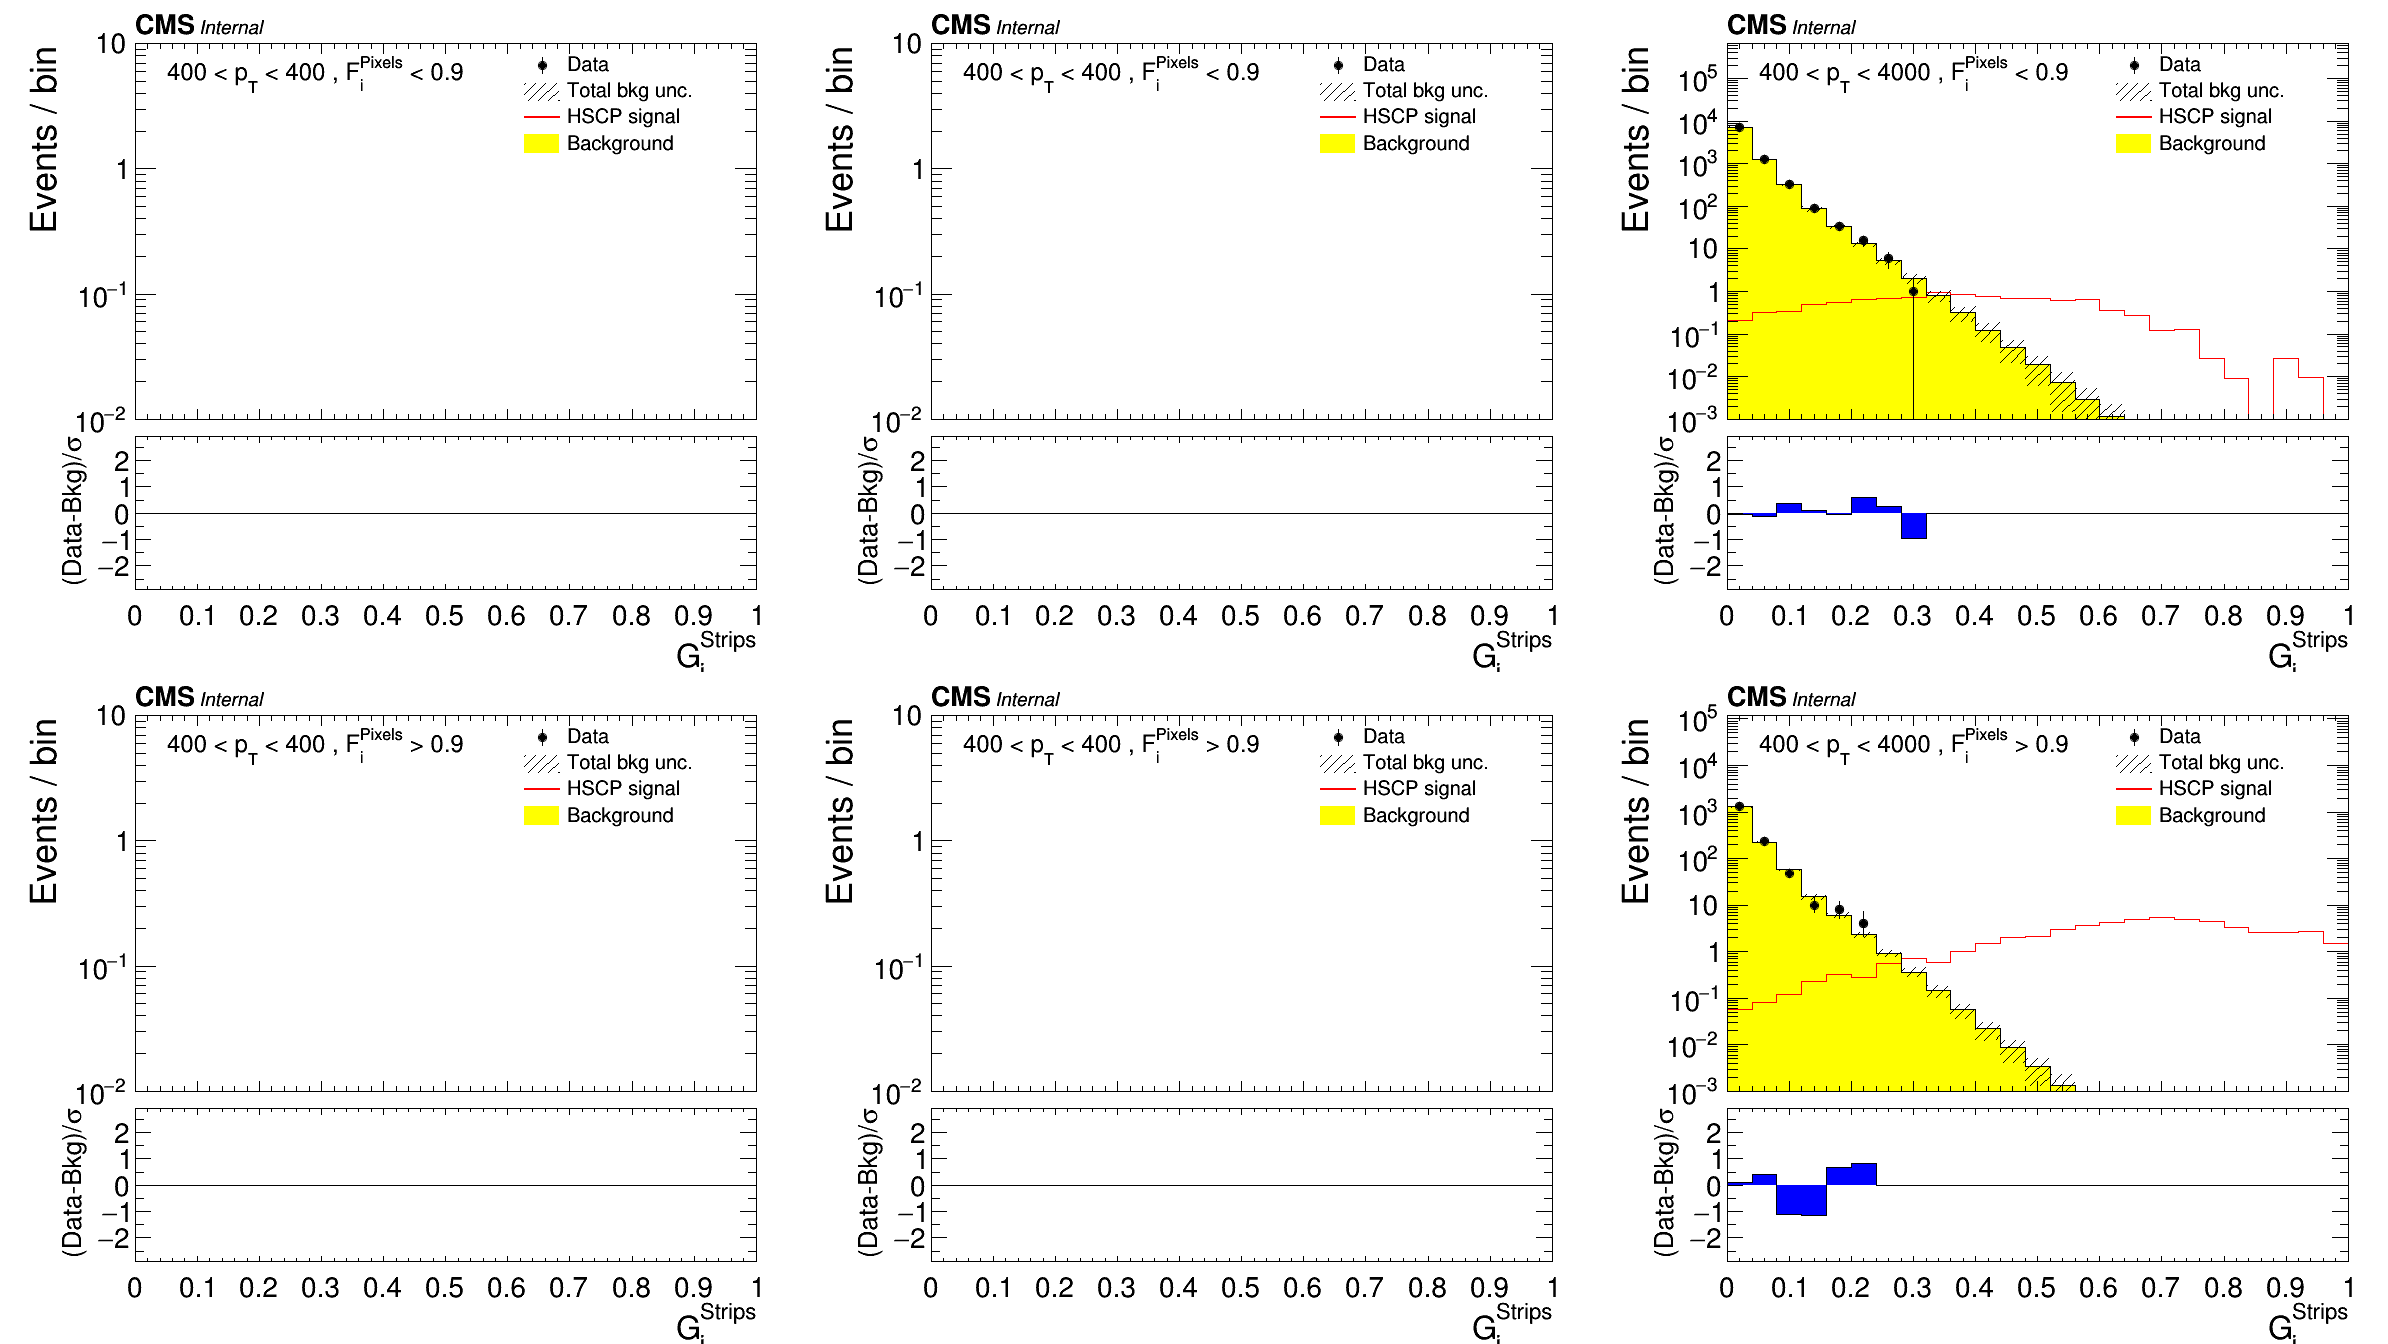 CMS Internal
Events / bin
10
1
10⁻¹
10⁻²
400 < p_T < 400 , F_i^Pixels < 0.9
Data
Total bkg unc.
HSCP signal
Background
(Data-Bkg)/σ
2
1
0
−1
−2
0 0.1 0.2 0.3 0.4 0.5 0.6 0.7 0.8 0.9 1
G_i^Strips
CMS Internal
Events / bin
10
1
10⁻¹
10⁻²
400 < p_T < 400 , F_i^Pixels < 0.9
Data
Total bkg unc.
HSCP signal
Background
(Data-Bkg)/σ
2
1
0
−1
−2
0 0.1 0.2 0.3 0.4 0.5 0.6 0.7 0.8 0.9 1
G_i^Strips
CMS Internal
Events / bin
10⁵
10⁴
10³
10²
10
1
10⁻¹
10⁻²
10⁻³
400 < p_T < 4000 , F_i^Pixels < 0.9
Data
Total bkg unc.
HSCP signal
Background
(Data-Bkg)/σ
2
1
0
−1
−2
0 0.1 0.2 0.3 0.4 0.5 0.6 0.7 0.8 0.9 1
G_i^Strips
CMS Internal
Events / bin
10
1
10⁻¹
10⁻²
400 < p_T < 400 , F_i^Pixels > 0.9
Data
Total bkg unc.
HSCP signal
Background
(Data-Bkg)/σ
2
1
0
−1
−2
0 0.1 0.2 0.3 0.4 0.5 0.6 0.7 0.8 0.9 1
G_i^Strips
CMS Internal
Events / bin
10
1
10⁻¹
10⁻²
400 < p_T < 400 , F_i^Pixels > 0.9
Data
Total bkg unc.
HSCP signal
Background
(Data-Bkg)/σ
2
1
0
−1
−2
0 0.1 0.2 0.3 0.4 0.5 0.6 0.7 0.8 0.9 1
G_i^Strips
CMS Internal
Events / bin
10⁵
10⁴
10³
10²
10
1
10⁻¹
10⁻²
10⁻³
400 < p_T < 4000 , F_i^Pixels > 0.9
Data
Total bkg unc.
HSCP signal
Background
(Data-Bkg)/σ
2
1
0
−1
−2
0 0.1 0.2 0.3 0.4 0.5 0.6 0.7 0.8 0.9 1
G_i^Strips